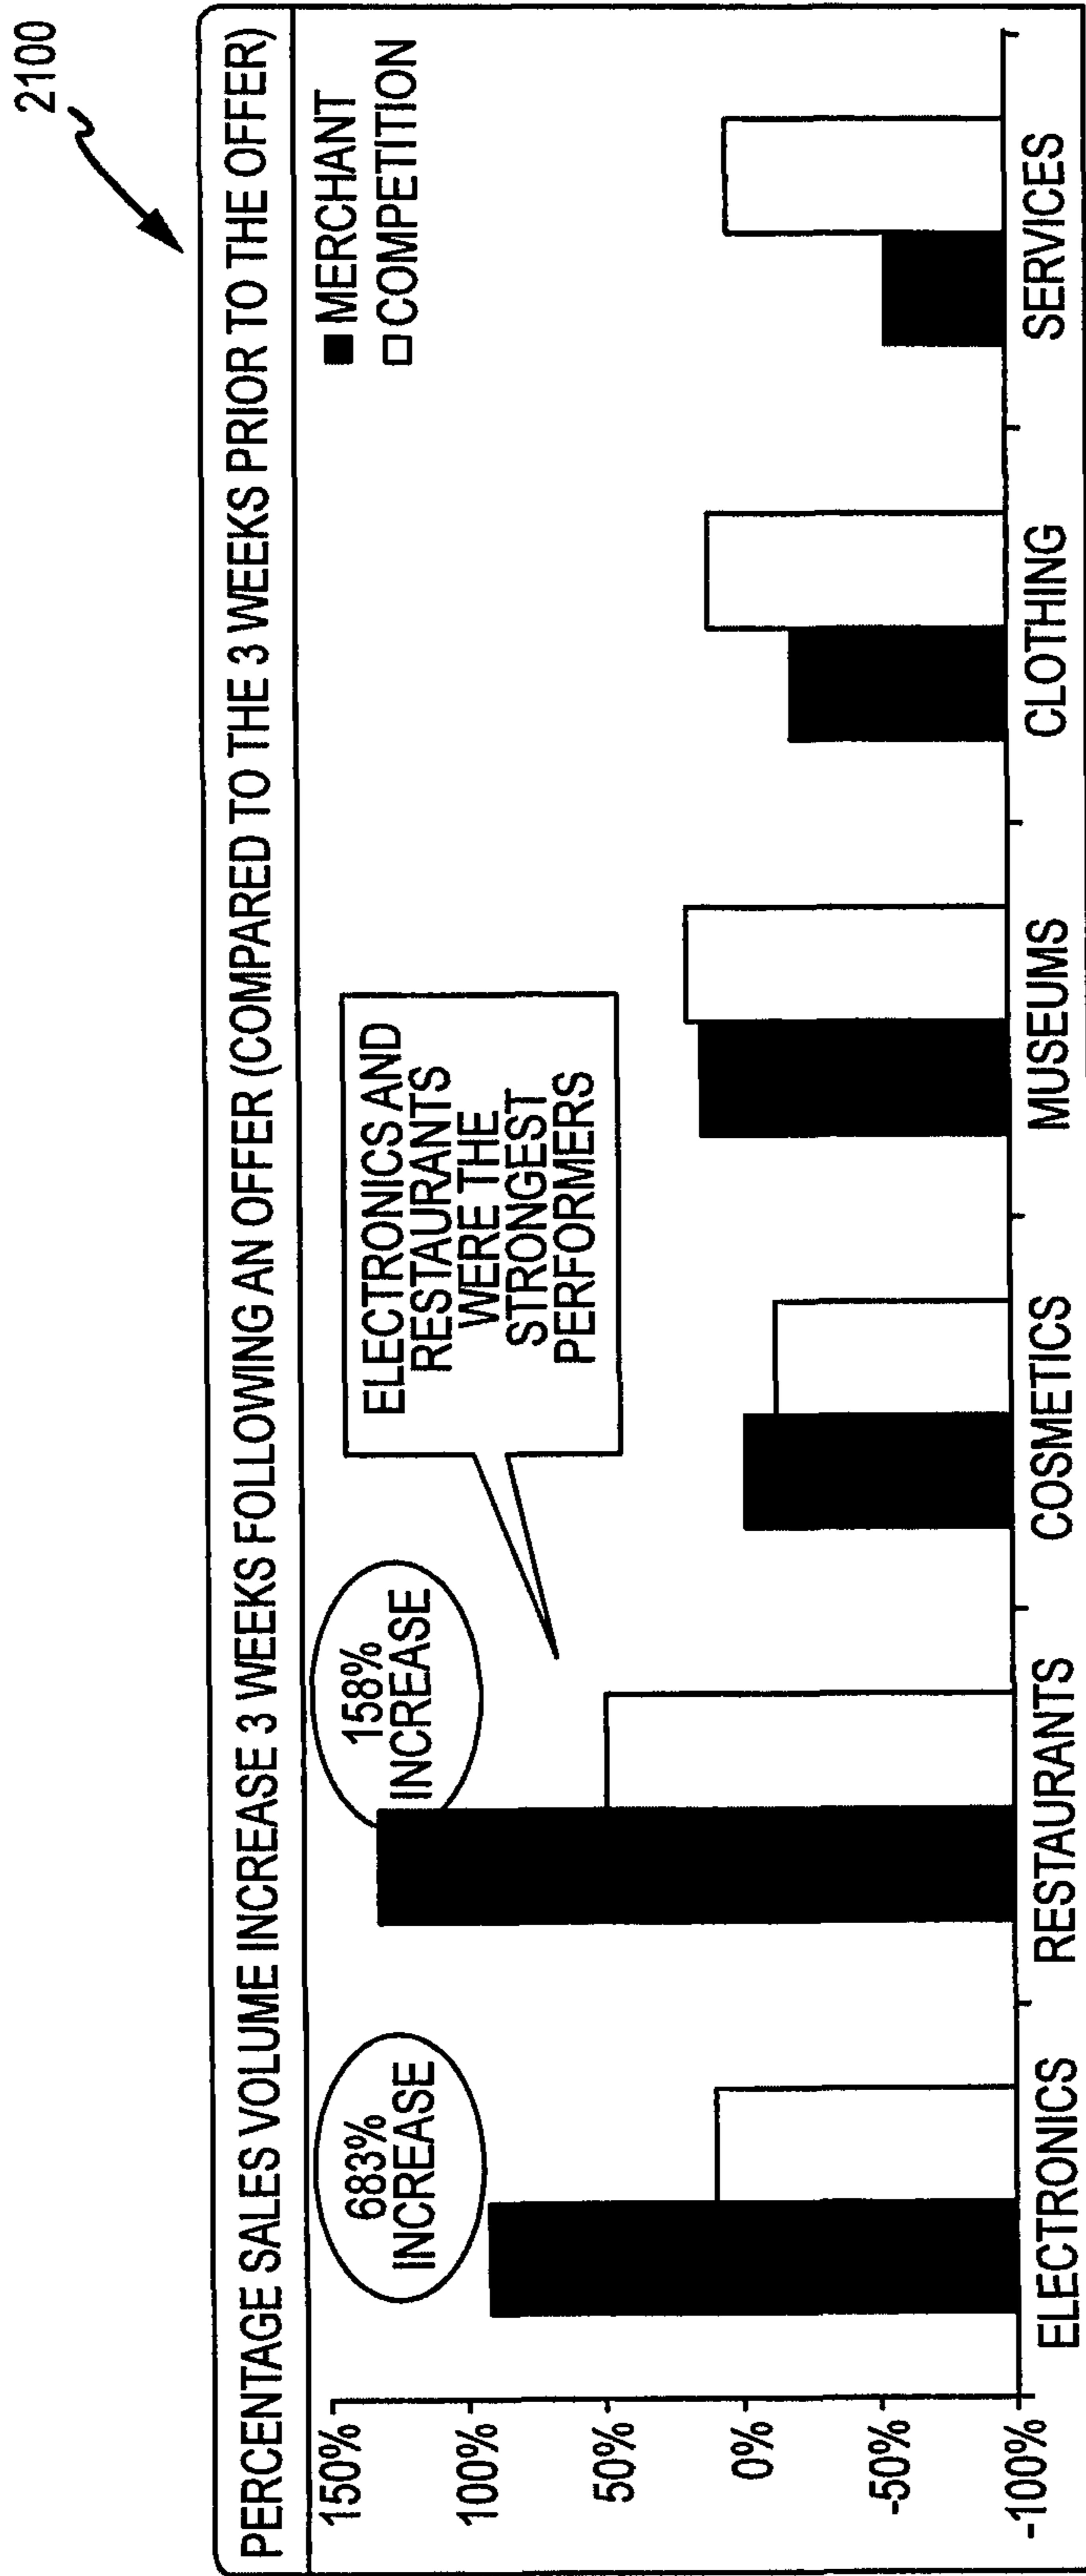 2100
PERCENTAGE SALES VOLUME INCREASE 3 WEEKS FOLLOWING AN OFFER (COMPARED TO THE 3 WEEKS PRIOR TO THE OFFER)
MERCHANT
COMPETITION
683%
INCREASE
158%
INCREASE
ELECTRONICS AND
RESTAURANTS
WERE THE
STRONGEST
PERFORMERS
150%
100%
50%
0%
-50%
-100%
ELECTRONICS
RESTAURANTS
COSMETICS
MUSEUMS
CLOTHING
SERVICES